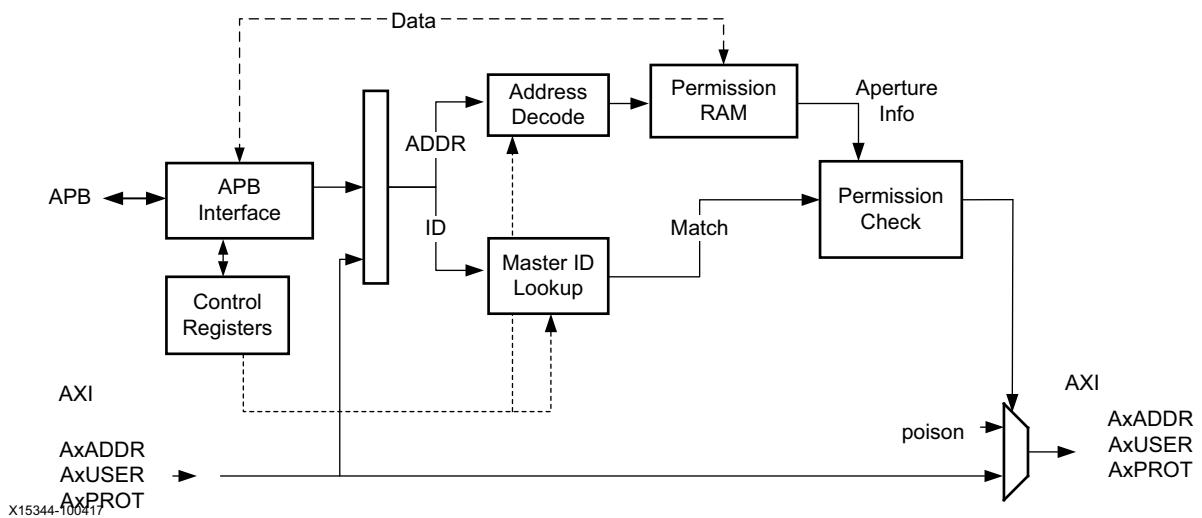 Data
Address
Decode
Permission
RAM
Aperture
Info
ADDR
APB
APB
Interface
Permission
Check
ID
Match
Master ID
Lookup
Control
Registers
AXI
AXI
poison
AxADDR
AxUSER
AxPROT
AxADDR
AxUSER
AxPROT
X15344-100417